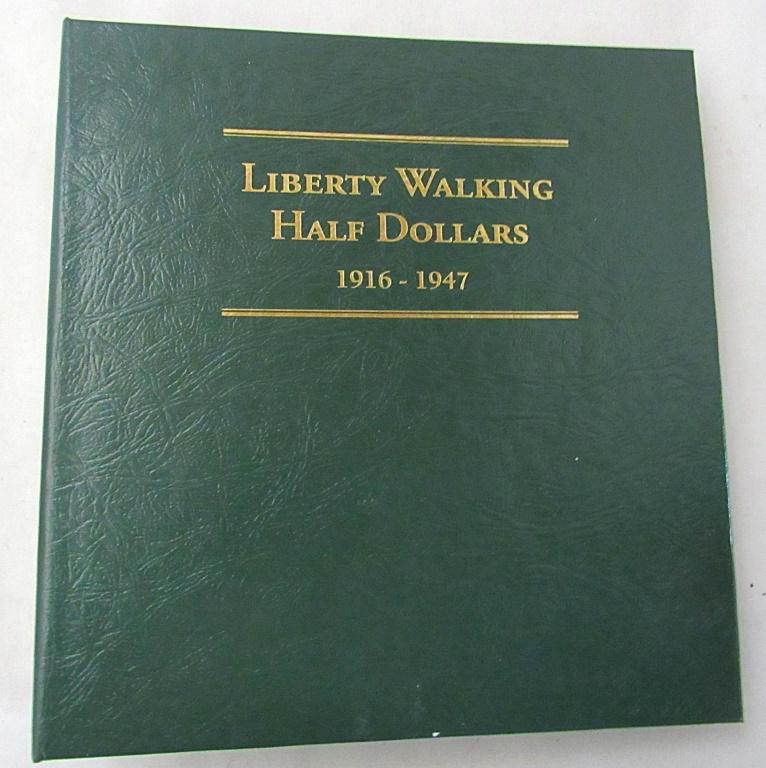 Liberty Walking
Half Dollars
1916 - 1947